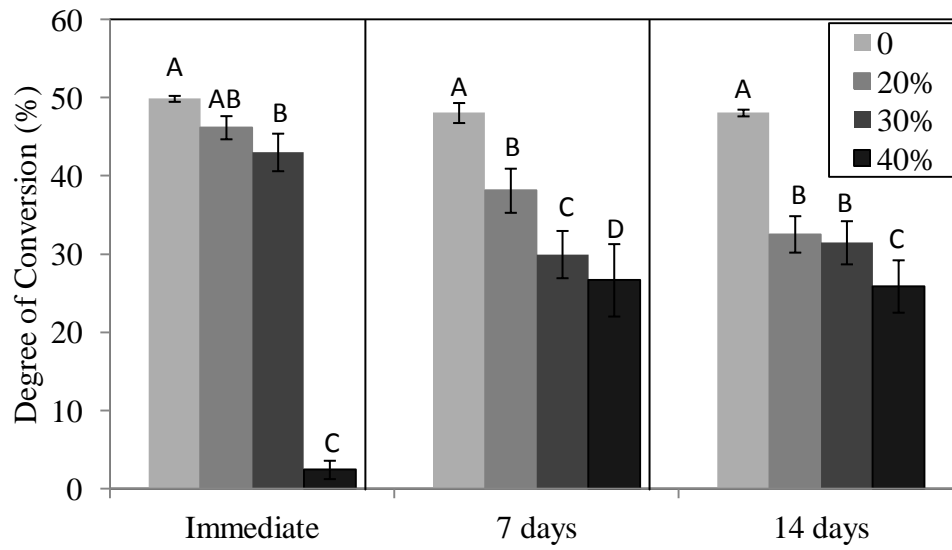 Degree of Conversion (%)
60
50
40
30
20
10
0
A
AB
B
C
A
B
C
D
A
B
B
C
0
20%
30%
40%
Immediate
7 days
14 days